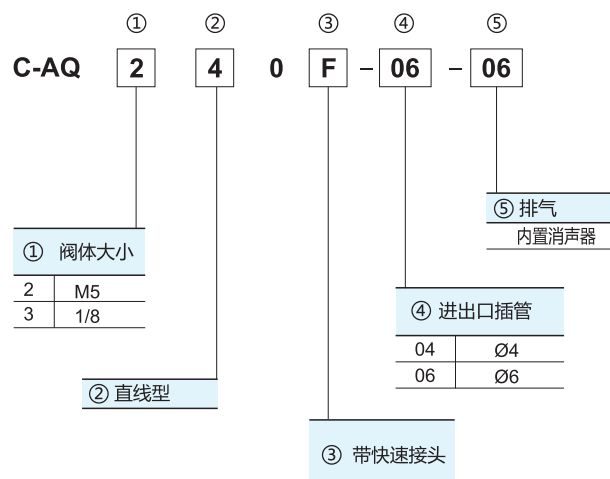 ① ② ③ ④ ⑤
C-AQ 2 4 0 F - 06 - 06
⑤ 排气
内置消声器
① 阀体大小
2 M5
3 1/8
④ 进出口插管
04 Ø4
06 Ø6
② 直线型
③ 带快速接头